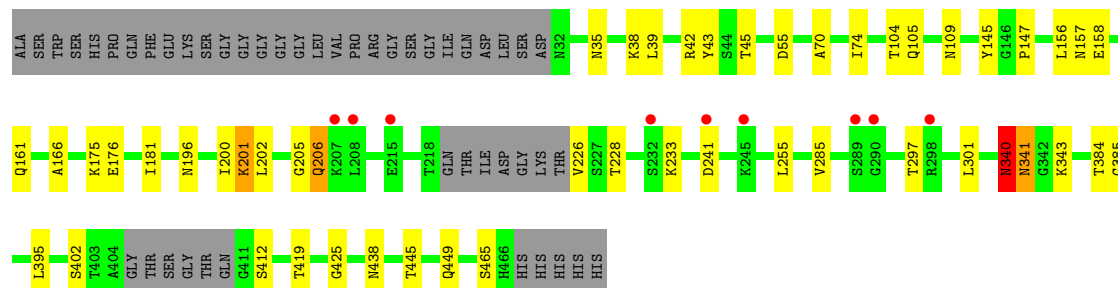 ALA SER TRP SER HIS PRO GLN PHE GLU LYS SER GLY GLY GLY GLY GLY LEU VAL PRO ARG GLY SER GLY ILE GLN ASP LEU SER ASP N32 N35 K38 L39 R42 Y43 S44 T45 D55 A70 I74 T104 Q105 N109 Y145 G146 P147 L156 N157 E158
Q161 A166 K175 E176 I181 N196 I200 K201 L202 G205 Q206 K207 L208 E215 T218 GLN THR ILE ASP GLY LYS THR V226 S227 T228 S232 K233 D241 K245 L255 V285 S289 G290 T297 R298 L301 N340 N341 G342 K343 T384 G385
L395 S402 T403 A404 GLY THR SER GLY THR GLN G411 S412 T419 G425 N438 T445 Q449 S465 H466 HIS HIS HIS HIS HIS